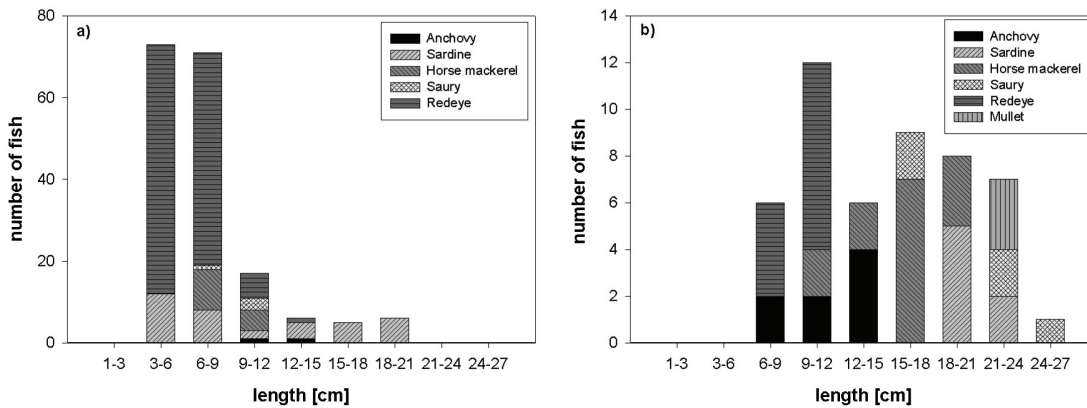 a)
80
60
40
20
0
number of fish
Anchovy
Sardine
Horse mackerel
Saury
Redeye
1-3 3-6 6-9 9-12 12-15 15-18 18-21 21-24 24-27
length [cm]
b)
14
12
10
8
6
4
2
0
number of fish
Anchovy
Sardine
Horse mackerel
Saury
Redeye
Mullet
1-3 3-6 6-9 9-12 12-15 15-18 18-21 21-24 24-27
length [cm]